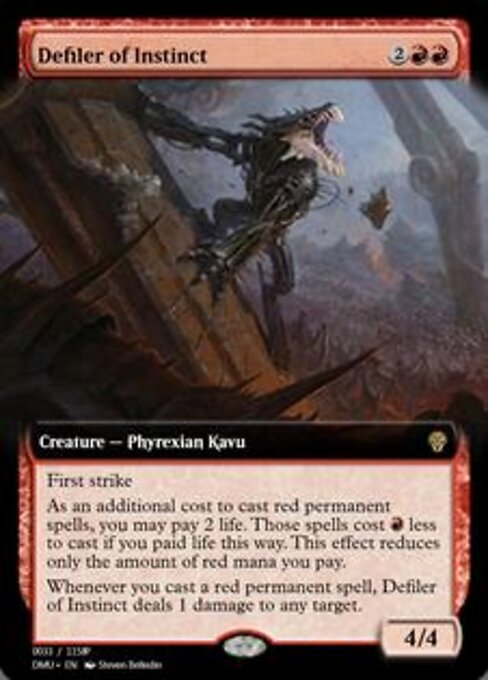 Defiler of Instinct 2
Creature — Phyrexian Kavu
First strike
As an additional cost to cast red permanent
spells, you may pay 2 life. Those spells cost less
to cast if you paid life this way. This effect reduces
only the amount of red mana you pay.
Whenever you cast a red permanent spell, Defiler
of Instinct deals 1 damage to any target.
4/4
DMU • EN Steven Belledin